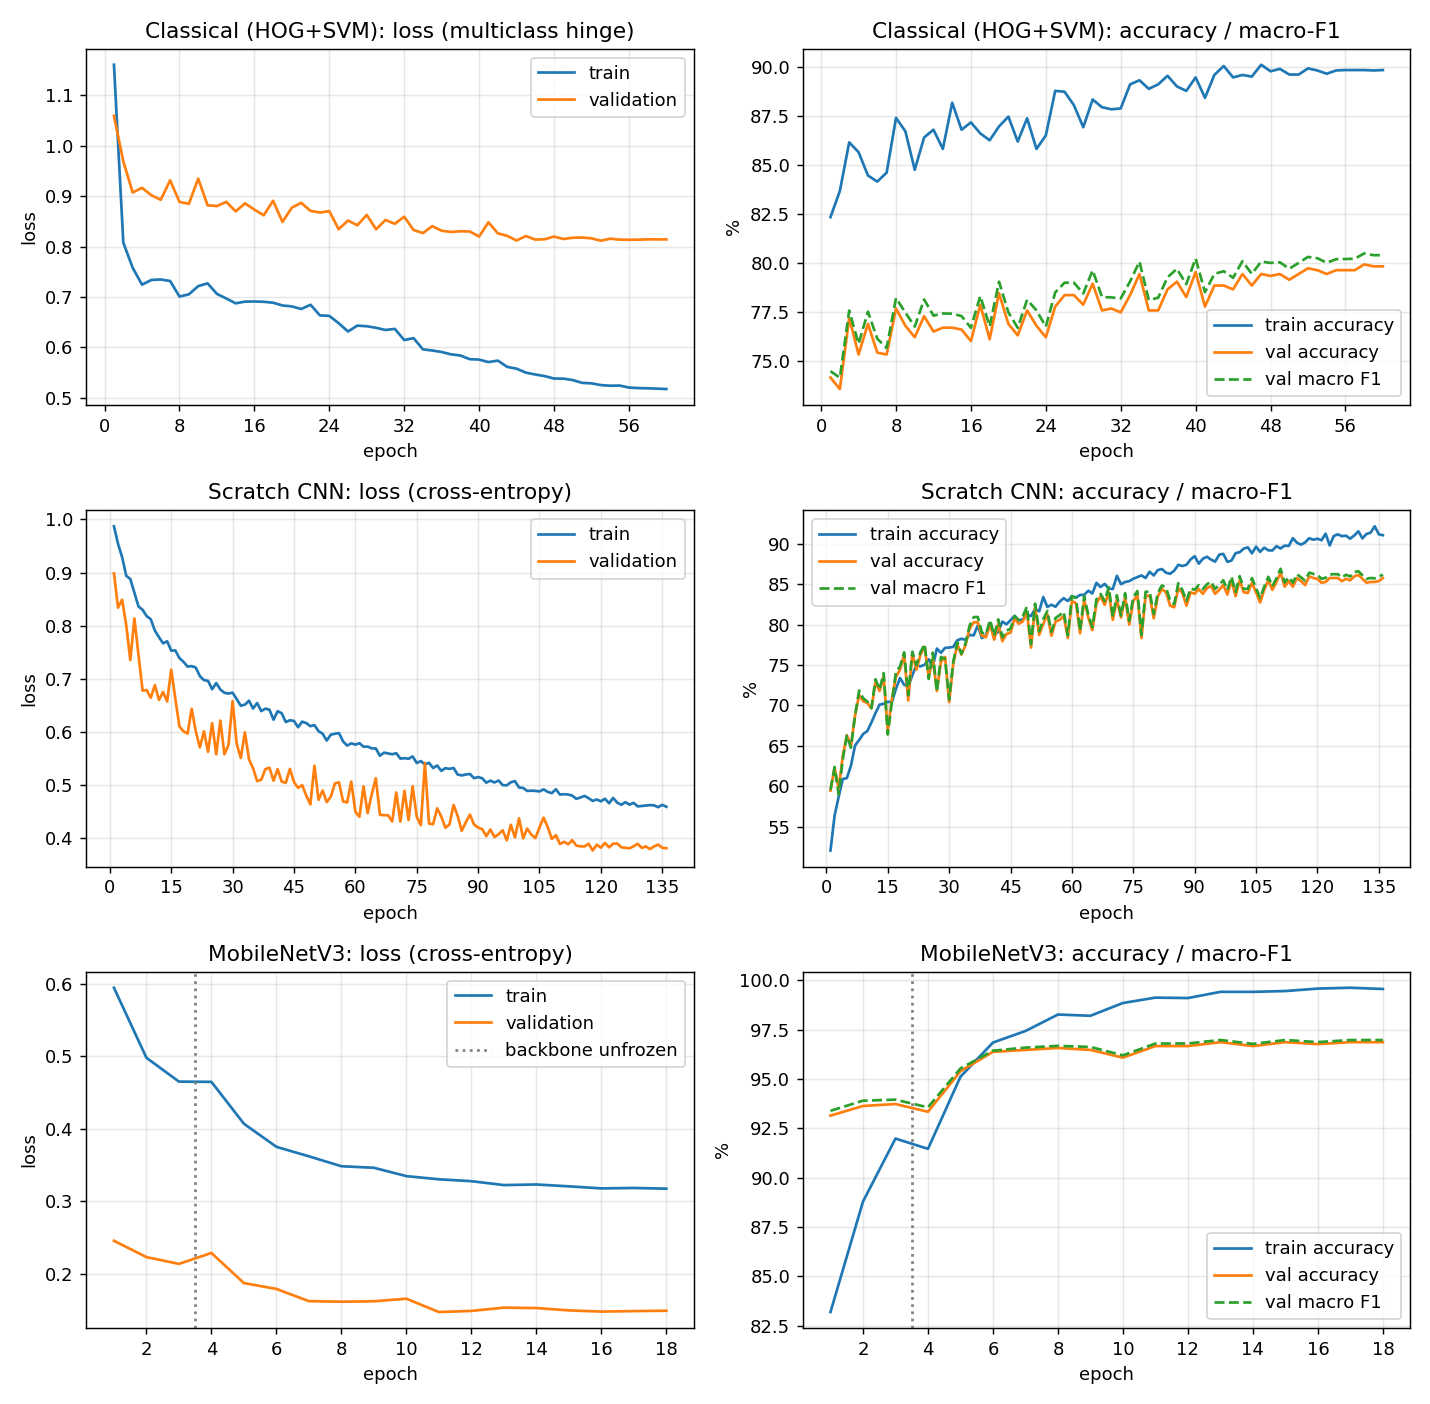 Classical (HOG+SVM): loss (multiclass hinge)
train
validation
loss
1.1
1.0
0.9
0.8
0.7
0.6
0.5
0 8 16 24 32 40 48 56
epoch
Classical (HOG+SVM): accuracy / macro-F1
%
90.0
87.5
85.0
82.5
80.0
77.5
75.0
train accuracy
val accuracy
val macro F1
0 8 16 24 32 40 48 56
epoch
Scratch CNN: loss (cross-entropy)
train
validation
loss
1.0
0.9
0.8
0.7
0.6
0.5
0.4
0 15 30 45 60 75 90 105 120 135
epoch
Scratch CNN: accuracy / macro-F1
train accuracy
val accuracy
val macro F1
%
90
85
80
75
70
65
60
55
0 15 30 45 60 75 90 105 120 135
epoch
MobileNetV3: loss (cross-entropy)
train
validation
backbone unfrozen
loss
0.6
0.5
0.4
0.3
0.2
2 4 6 8 10 12 14 16 18
epoch
MobileNetV3: accuracy / macro-F1
%
100.0
97.5
95.0
92.5
90.0
87.5
85.0
82.5
train accuracy
val accuracy
val macro F1
2 4 6 8 10 12 14 16 18
epoch